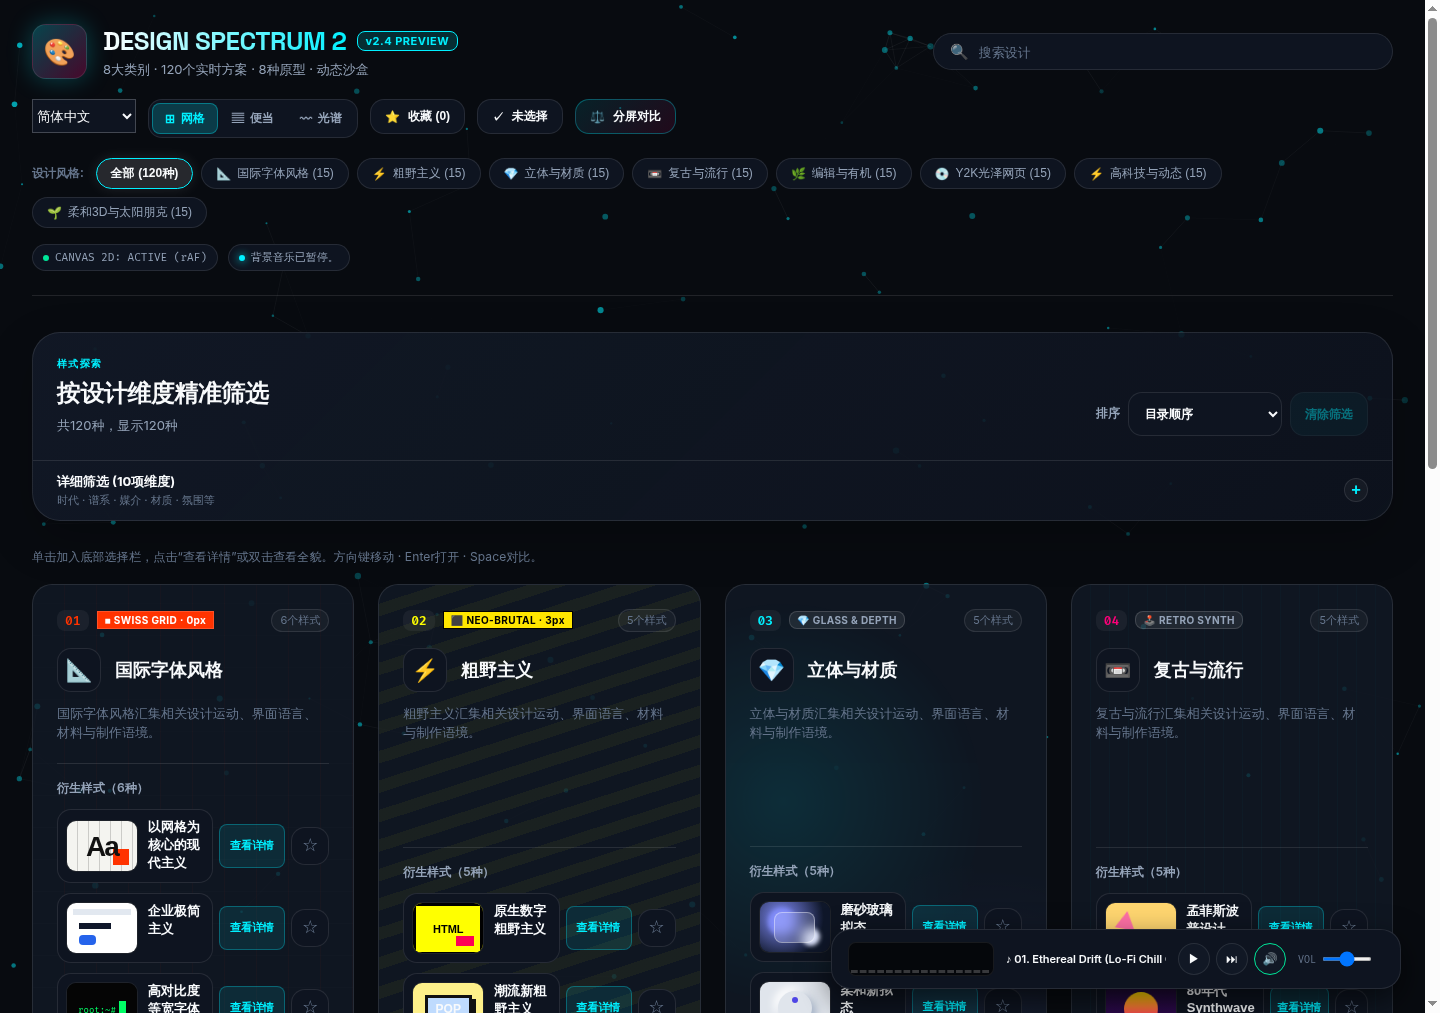 DESIGN SPECTRUM 2
v2.4 PREVIEW
8大类别 · 120个实时方案 · 8种原型 · 动态沙盒
搜索设计
简体中文
网格
便当
光谱
收藏 (0)
✓ 未选择
分屏对比
设计风格:
全部 (120种)
国际字体风格 (15)
粗野主义 (15)
立体与材质 (15)
复古与流行 (15)
编辑与有机 (15)
Y2K光泽网页 (15)
高科技与动态 (15)
柔和3D与太阳朋克 (15)
CANVAS 2D: ACTIVE (rAF)
背景音乐已暂停。
样式探索
按设计维度精准筛选
共120种，显示120种
排序
目录顺序
清除筛选
详细筛选 (10项维度)
时代 · 谱系 · 媒介 · 材质 · 氛围等
+
单击加入底部选择栏，点击“查看详情”或双击查看全貌。方向键移动 · Enter打开 · Space对比。
01
■ SWISS GRID · 0px
6个样式
国际字体风格
国际字体风格汇集相关设计运动、界面语言、
材料与制作语境。
衍生样式（6种）
Aa
以网格为
核心的现
代主义
查看详情
☆
企业极简
主义
查看详情
☆
root:~#
高对比度
等宽字体
查看详情
02
⬛ NEO-BRUTAL · 3px
5个样式
粗野主义
粗野主义汇集相关设计运动、界面语言、材料
与制作语境。
衍生样式（5种）
HTML
原生数字
粗野主义
查看详情
☆
POP
潮流新粗
野主义
查看详情
03
GLASS & DEPTH
5个样式
立体与材质
立体与材质汇集相关设计运动、界面语言、材
料与制作语境。
衍生样式（5种）
磨砂玻璃
拟态
查看详情
柔和新拟
态
查看详情
04
RETRO SYNTH
5个样式
复古与流行
复古与流行汇集相关设计运动、界面语言、材
料与制作语境。
衍生样式（5种）
孟菲斯波
普设计
查看详情
80年代
Synthwave
查看详情
♪ 01. Ethereal Drift (Lo-Fi Chill
VOL